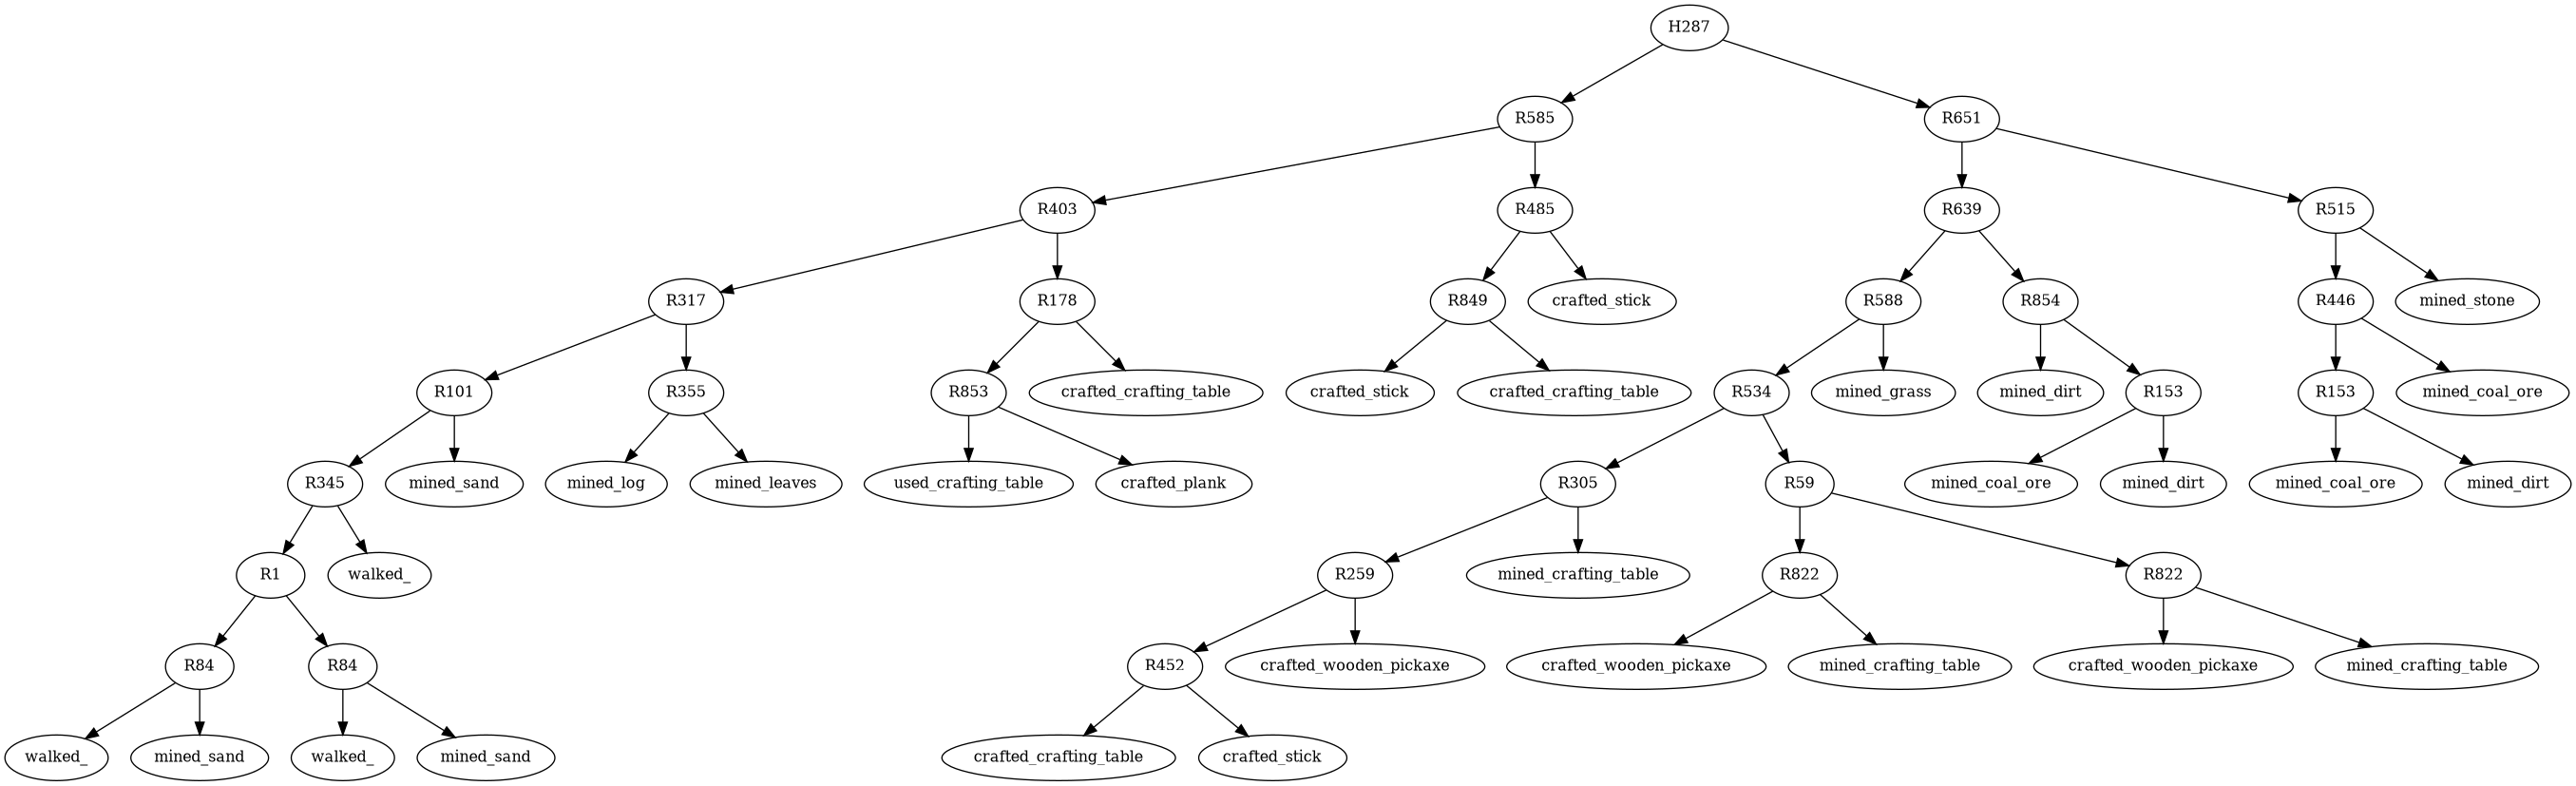 H287
R585
R651
R403
R485
R639
R515
R317
R178
R849
crafted_stick
R588
R854
R446
mined_stone
R101
R355
R853
crafted_crafting_table
crafted_stick
crafted_crafting_table
R534
mined_grass
mined_dirt
R153
R153
mined_coal_ore
R345
mined_sand
mined_log
mined_leaves
used_crafting_table
crafted_plank
R305
R59
mined_coal_ore
mined_dirt
mined_coal_ore
mined_dirt
R1
walked_
R259
mined_crafting_table
R822
R822
R84
R84
R452
crafted_wooden_pickaxe
crafted_wooden_pickaxe
mined_crafting_table
crafted_wooden_pickaxe
mined_crafting_table
walked_
mined_sand
walked_
mined_sand
crafted_crafting_table
crafted_stick